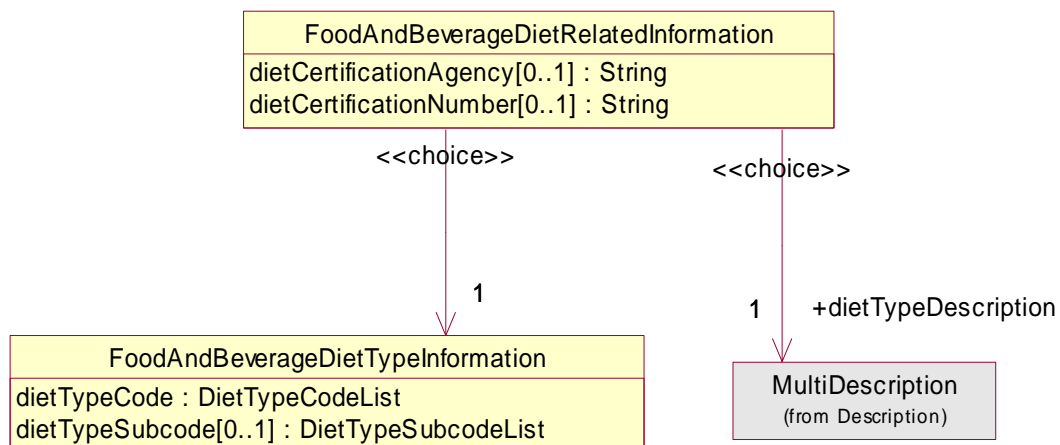 FoodAndBeverageDietRelatedInformation
dietCertificationAgency[0..1] : String
dietCertificationNumber[0..1] : String
<<choice>>
<<choice>>
1
1
+dietTypeDescription
FoodAndBeverageDietTypeInformation
dietTypeCode : DietTypeCodeList
dietTypeSubcode[0..1] : DietTypeSubcodeList
MultiDescription
(from Description)